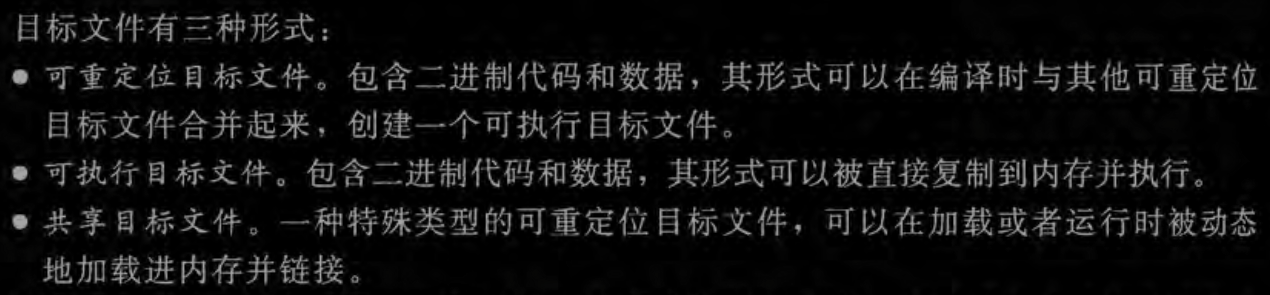 目标文件有三种形式：
● 可重定位目标文件。包含二进制代码和数据，其形式可以在编译时与其他可重定位
目标文件合并起来，创建一个可执行目标文件。
● 可执行目标文件。包含二进制代码和数据，其形式可以被直接复制到内存并执行。
● 共享目标文件。一种特殊类型的可重定位目标文件，可以在加载或者运行时被动态
地加载进内存并链接。